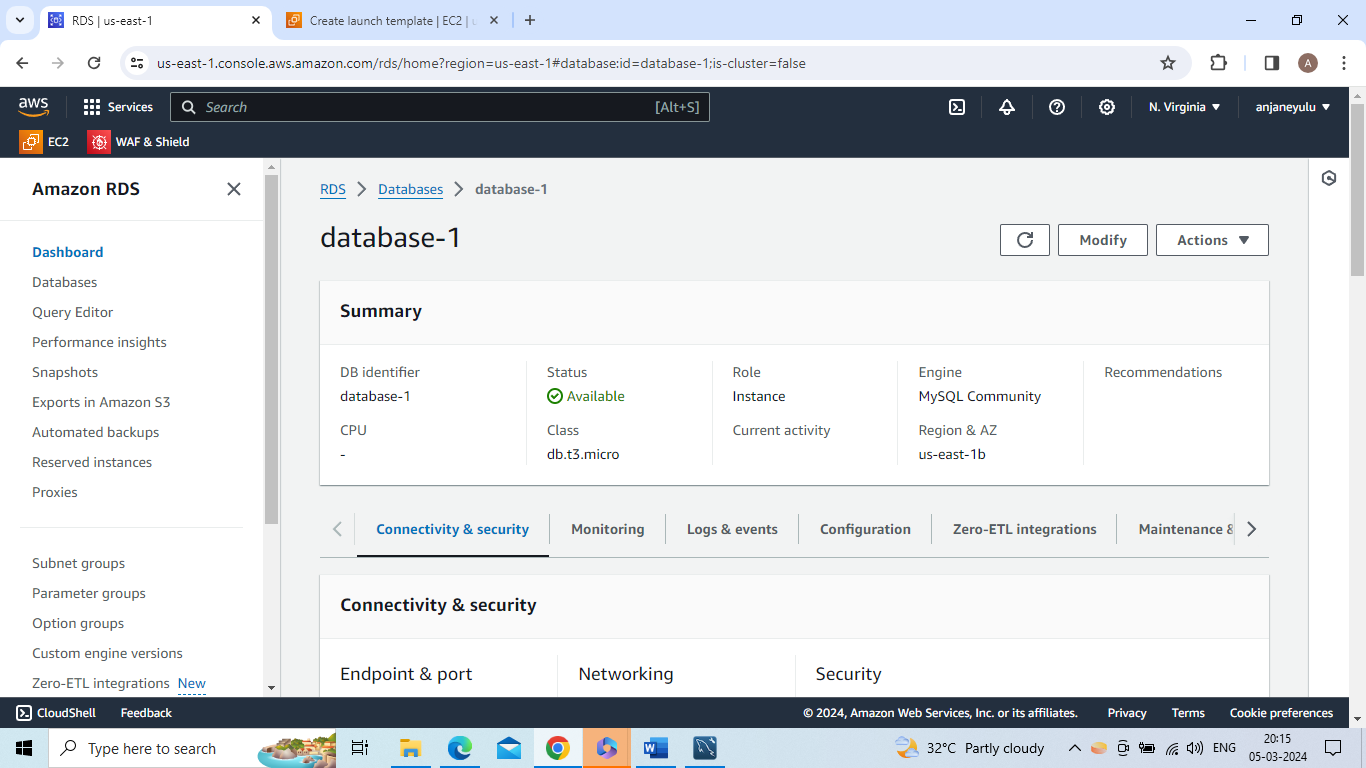 RDS | us-east-1
Create launch template | EC2 | u
us-east-1.console.aws.amazon.com/rds/home?region=us-east-1#database:id=database-1;is-cluster=false
A
aws
Services
Search
[Alt+S]
N. Virginia
anjaneyulu
EC2
WAF & Shield
Amazon RDS
Dashboard
Databases
Query Editor
Performance insights
Snapshots
Exports in Amazon S3
Automated backups
Reserved instances
Proxies
Subnet groups
Parameter groups
Option groups
Custom engine versions
Zero-ETL integrations New
RDS > Databases > database-1
database-1
Modify
Actions
Summary
DB identifier
database-1
Status
Available
Role
Instance
Engine
MySQL Community
Recommendations
CPU
-
Class
db.t3.micro
Current activity
Region & AZ
us-east-1b
Connectivity & security
Monitoring
Logs & events
Configuration
Zero-ETL integrations
Maintenance &
Connectivity & security
Endpoint & port
Networking
Security
CloudShell
Feedback
© 2024, Amazon Web Services, Inc. or its affiliates.
Privacy
Terms
Cookie preferences
Type here to search
32°C Partly cloudy
ENG
20:15
05-03-2024